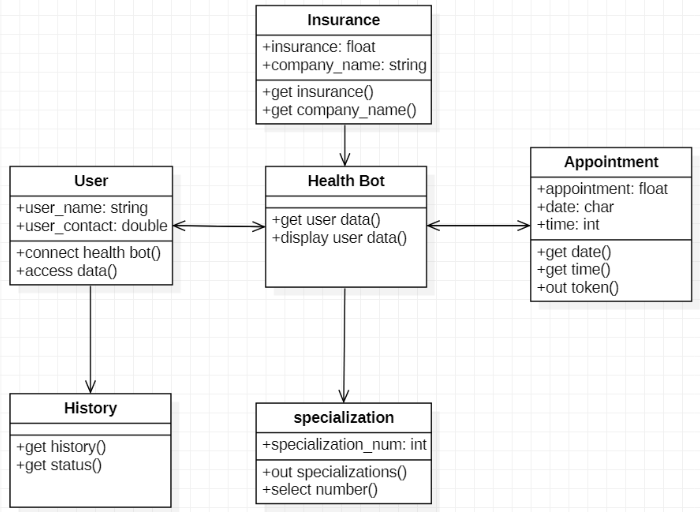 Insurance
+insurance: float
+company_name: string
+get insurance()
+get company_name()
User
+user_name: string
+user_contact: double
+connect health bot()
+access data()
Health Bot
+get user data()
+display user data()
Appointment
+appointment: float
+date: char
+time: int
+get date()
+get time()
+out token()
History
+get history()
+get status()
specialization
+specialization_num: int
+out specializations()
+select number()